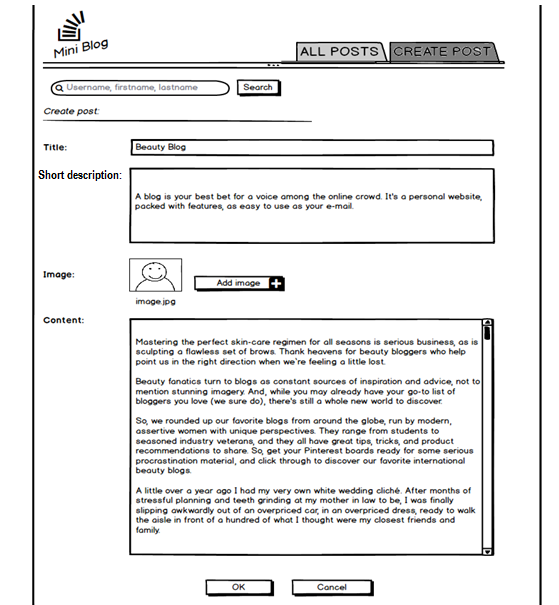 Mini Blog
ALL POSTS
CREATE POST
Username, firstname, lastname
Search
Create post:
Title:
Beauty Blog
Short description:
A blog is your best bet for a voice among the online crowd. It's a personal website,
packed with features, as easy to use as your e-mail.
Image:
Add image
image.jpg
Content:
Mastering the perfect skin-care regimen for all seasons is serious business, as is
sculpting a flawless set of brows. Thank heavens for beauty bloggers who help
point us in the right direction when we're feeling a little lost.
Beauty fanatics turn to blogs as constant sources of inspiration and advice, not to
mention stunning imagery. And, while you may already have your go-to list of
bloggers you love (we sure do), there's still a whole new world to discover.
So, we rounded up our favorite blogs from around the globe, run by modern,
assertive women with unique perspectives. They range from students to
seasoned industry veterans, and they all have great tips, tricks, and product
recommendations to share. So, get your Pinterest boards ready for some serious
procrastination material, and click through to discover our favorite international
beauty blogs.
A little over a year ago I had my very own white wedding cliché. After months of
stressful planning and teeth grinding at my mother in law to be, I was finally
slipping awkwardly out of an overpriced car, in an overpriced dress, ready to walk
the aisle in front of a hundred of what I thought were my closest friends and
family.
OK
Cancel